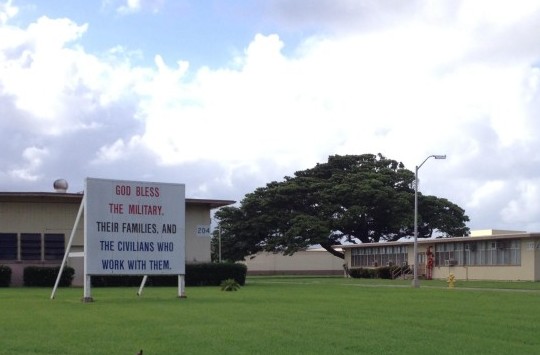 GOD BLESS
THE MILITARY,
THEIR FAMILIES, AND
THE CIVILIANS WHO
WORK WITH THEM.
204